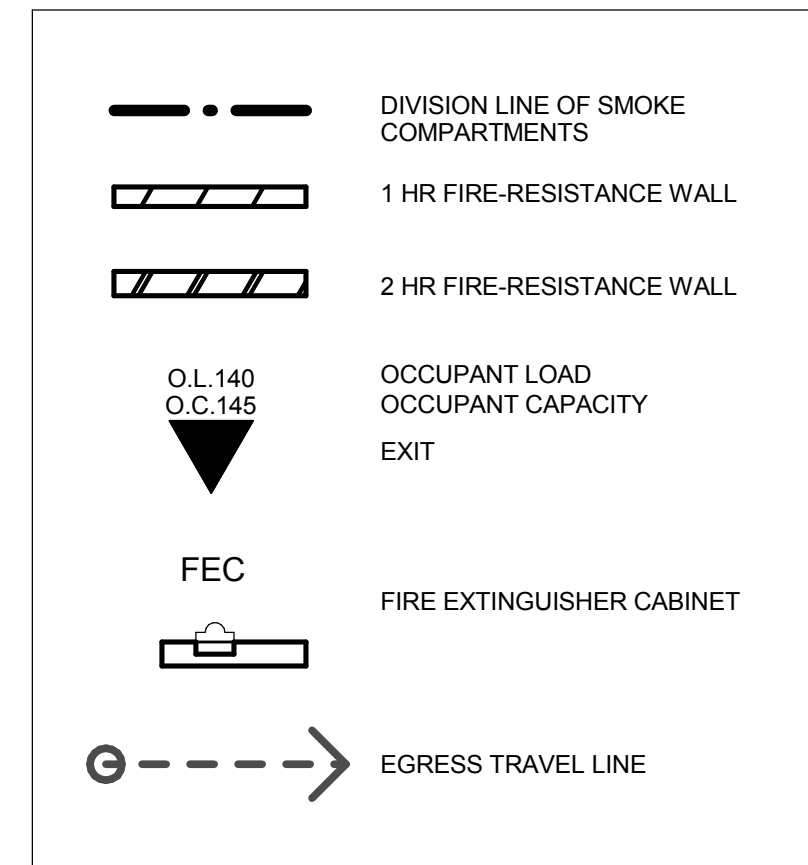 DIVISION LINE OF SMOKE
COMPARTMENTS
1 HR FIRE-RESISTANCE WALL
2 HR FIRE-RESISTANCE WALL
O.L.140
O.C.145
OCCUPANT LOAD
OCCUPANT CAPACITY
EXIT
FEC
FIRE EXTINGUISHER CABINET
EGRESS TRAVEL LINE